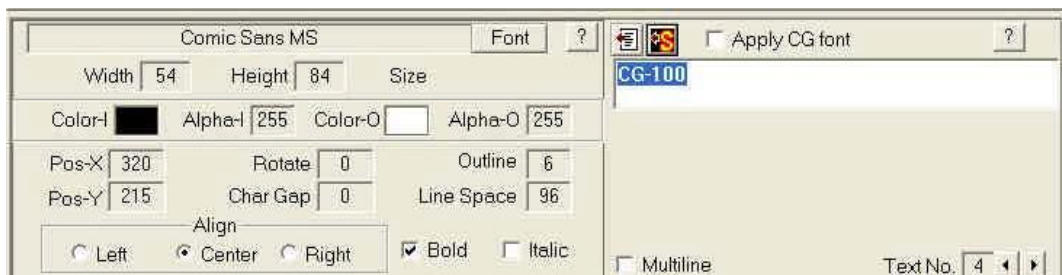 Comic Sans MS Font ? S Apply CG font ?
Width 54 Height 84 Size CG-100
Color-I Alpha-I 255 Color-O Alpha-O 255
Pos-X 320 Rotate 0 Outline 6
Pos-Y 215 Char Gap 0 Line Space 96
Align
Left Center Right Bold Italic
Multiline Text No. 4